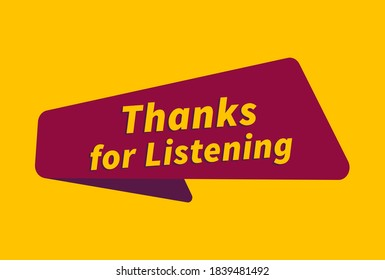 Thanks
for Listening
shutterstock.com · 1839481492